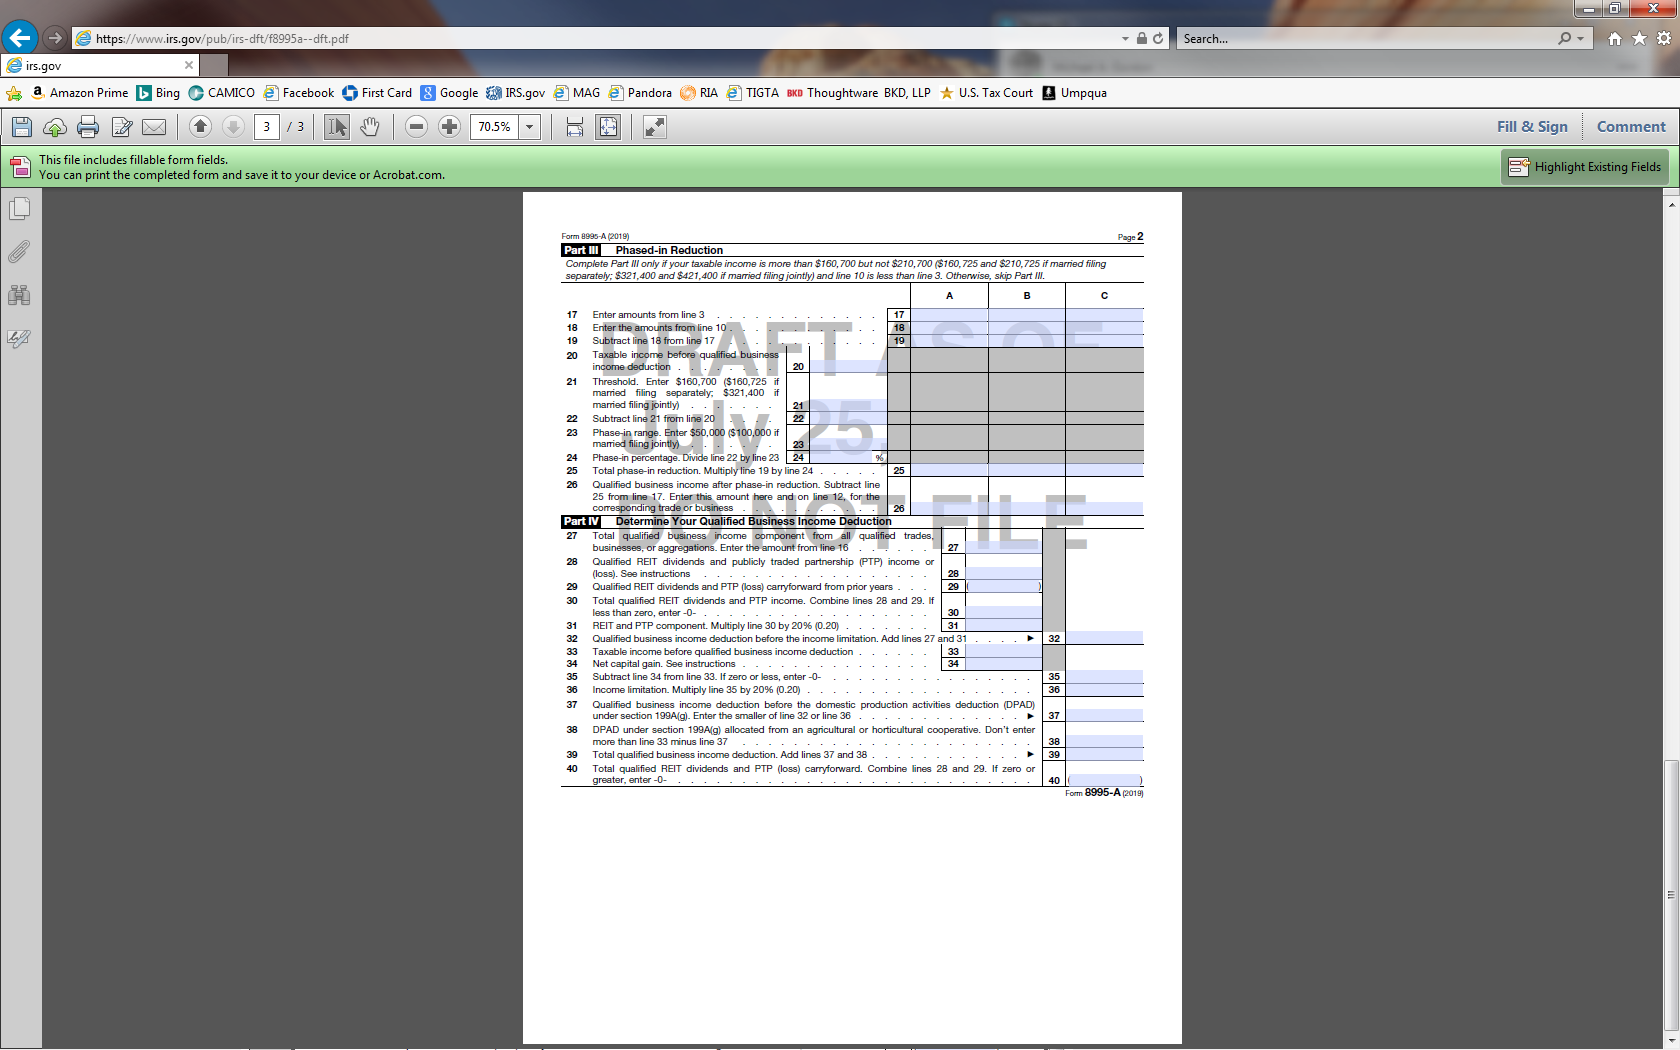 https://www.irs.gov/pub/irs-dft/f8995a--dft.pdf
Search...
irs.gov
Amazon Prime Bing CAMICO Facebook First Card Google IRS.gov MAG Pandora RIA TIGTA BKD Thoughtware BKD, LLP U.S. Tax Court Umpqua
3 / 3 70.5% Fill & Sign Comment
This file includes fillable form fields.
You can print the completed form and save it to your device or Acrobat.com.
Highlight Existing Fields
Form 8995-A (2019) Page 2
Part III Phased-in Reduction
Complete Part III only if your taxable income is more than $160,700 but not $210,700 ($160,725 and $210,725 if married filing
separately; $321,400 and $421,400 if married filing jointly) and line 10 is less than line 3. Otherwise, skip Part III.
A B C
17 Enter amounts from line 3 . . . . . . . . . . . . . 17
18 Enter the amounts from line 10 . . . . . . . . . . . . 18
19 Subtract line 18 from line 17 . . . . . . . . . . . . 19
20 Taxable income before qualified business
income deduction . . . . . . . 20
21 Threshold. Enter $160,700 ($160,725 if
married filing separately; $321,400 if
married filing jointly) . . . . . . 21
22 Subtract line 21 from line 20 . . . . 22
23 Phase-in range. Enter $50,000 ($100,000 if
married filing jointly) . . . . . . 23
24 Phase-in percentage. Divide line 22 by line 23 24 %
25 Total phase-in reduction. Multiply line 19 by line 24 . . . . . 25
26 Qualified business income after phase-in reduction. Subtract line
25 from line 17. Enter this amount here and on line 12, for the
corresponding trade or business . . . . . . . . . . . 26
DRAFT AS OF
July 25,
DO NOT FILE
Part IV Determine Your Qualified Business Income Deduction
27 Total qualified business income component from all qualified trades,
businesses, or aggregations. Enter the amount from line 16 . . . . . . 27
28 Qualified REIT dividends and publicly traded partnership (PTP) income or
(loss). See instructions . . . . . . . . . . . . . . . . . 28
29 Qualified REIT dividends and PTP (loss) carryforward from prior years . . . 29 ( )
30 Total qualified REIT dividends and PTP income. Combine lines 28 and 29. If
less than zero, enter -0- . . . . . . . . . . . . . . . . . 30
31 REIT and PTP component. Multiply line 30 by 20% (0.20) . . . . . . . 31
32 Qualified business income deduction before the income limitation. Add lines 27 and 31 . . . . ▶ 32
33 Taxable income before qualified business income deduction . . . . . . 33
34 Net capital gain. See instructions . . . . . . . . . . . . . . 34
35 Subtract line 34 from line 33. If zero or less, enter -0- . . . . . . . . . . . . . . . . 35
36 Income limitation. Multiply line 35 by 20% (0.20) . . . . . . . . . . . . . . . . . 36
37 Qualified business income deduction before the domestic production activities deduction (DPAD)
under section 199A(g). Enter the smaller of line 32 or line 36 . . . . . . . . . . . . . ▶ 37
38 DPAD under section 199A(g) allocated from an agricultural or horticultural cooperative. Don't enter
more than line 33 minus line 37 . . . . . . . . . . . . . . . . . . . . 38
39 Total qualified business income deduction. Add lines 37 and 38 . . . . . . . . . . . . ▶ 39
40 Total qualified REIT dividends and PTP (loss) carryforward. Combine lines 28 and 29. If zero or
greater, enter -0- . . . . . . . . . . . . . . . . . . . . . . . . 40 ( )
Form 8995-A (2019)